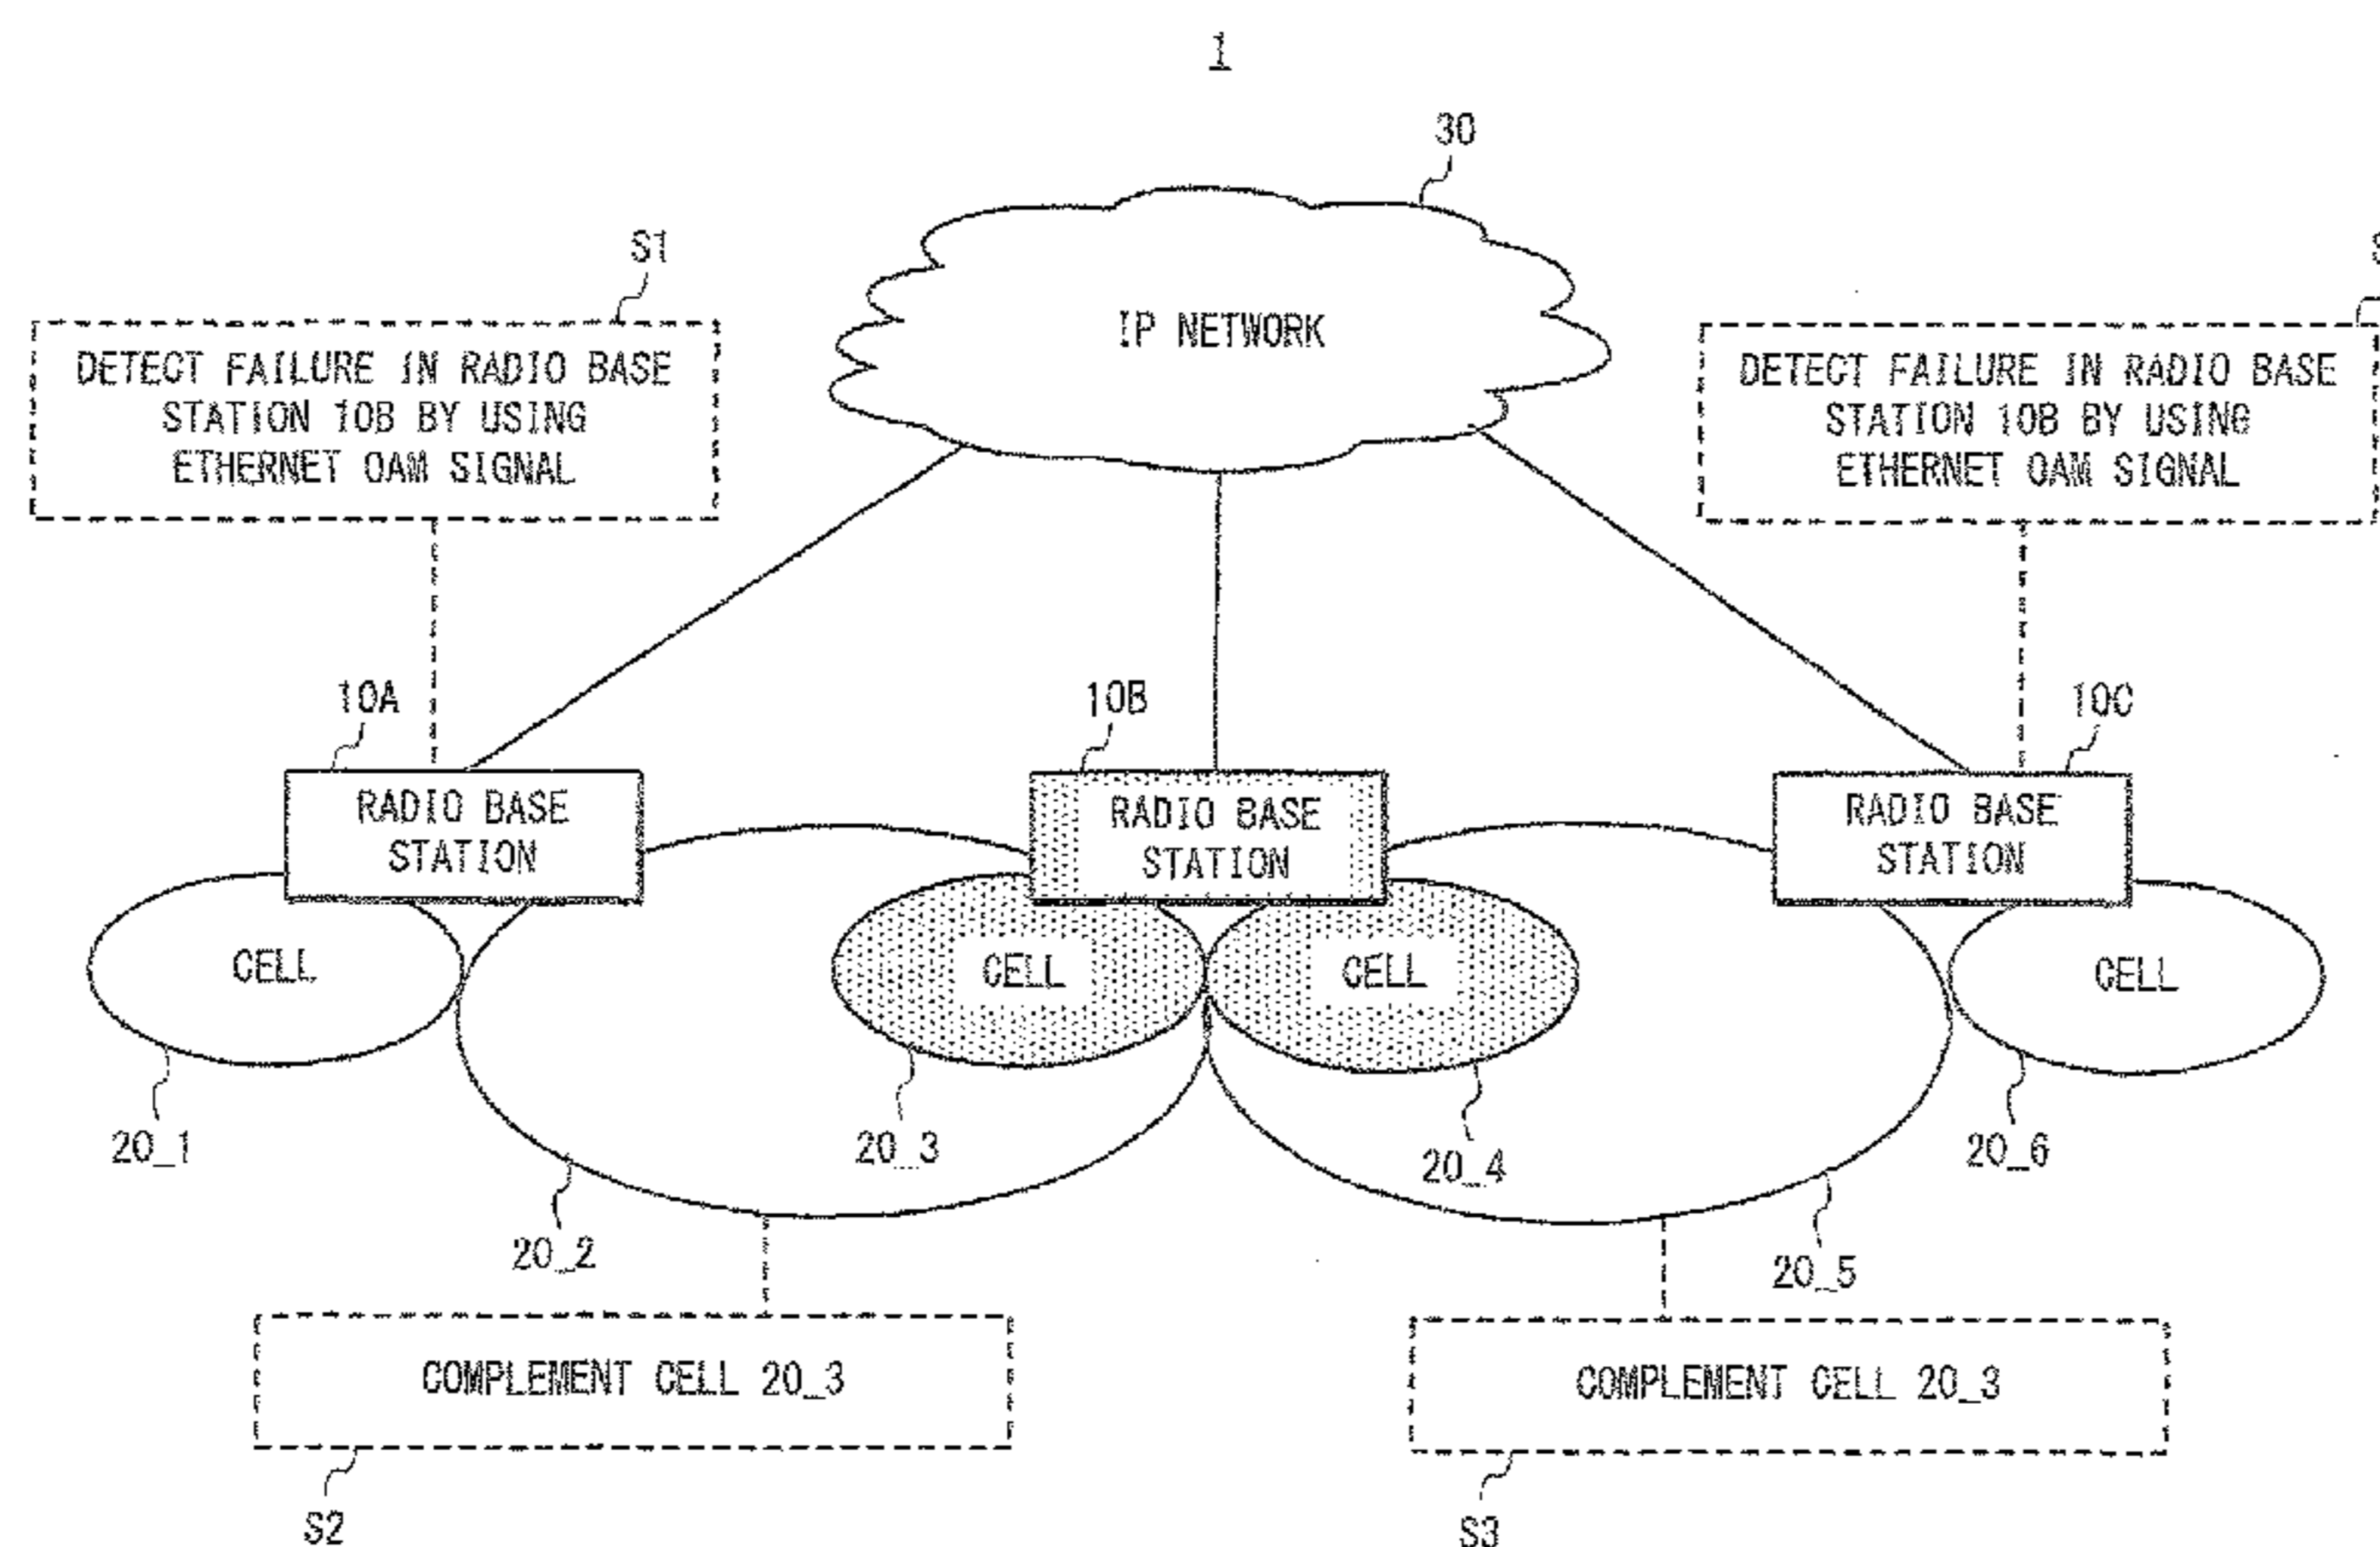 1
30
S1
S
IP NETWORK
DETECT FAILURE IN RADIO BASE
STATION 10B BY USING
ETHERNET OAM SIGNAL
DETECT FAILURE IN RADIO BASE
STATION 10B BY USING
ETHERNET OAM SIGNAL
10A
10B
10C
RADIO BASE
STATION
RADIO BASE
STATION
RADIO BASE
STATION
CELL
CELL
CELL
CELL
20_1
20_3
20_4
20_6
20_2
20_5
COMPLEMENT CELL 20_3
COMPLEMENT CELL 20_3
S2
S3